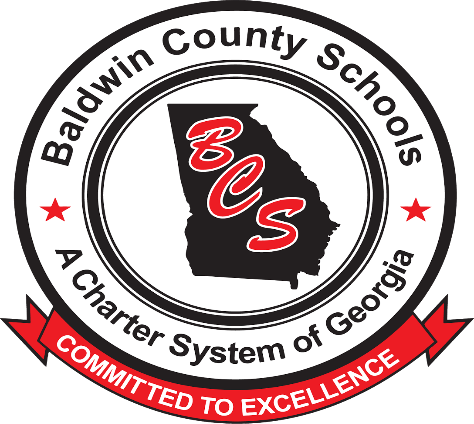 Baldwin County Schools
BCS
A Charter System of Georgia
COMMITTED TO EXCELLENCE